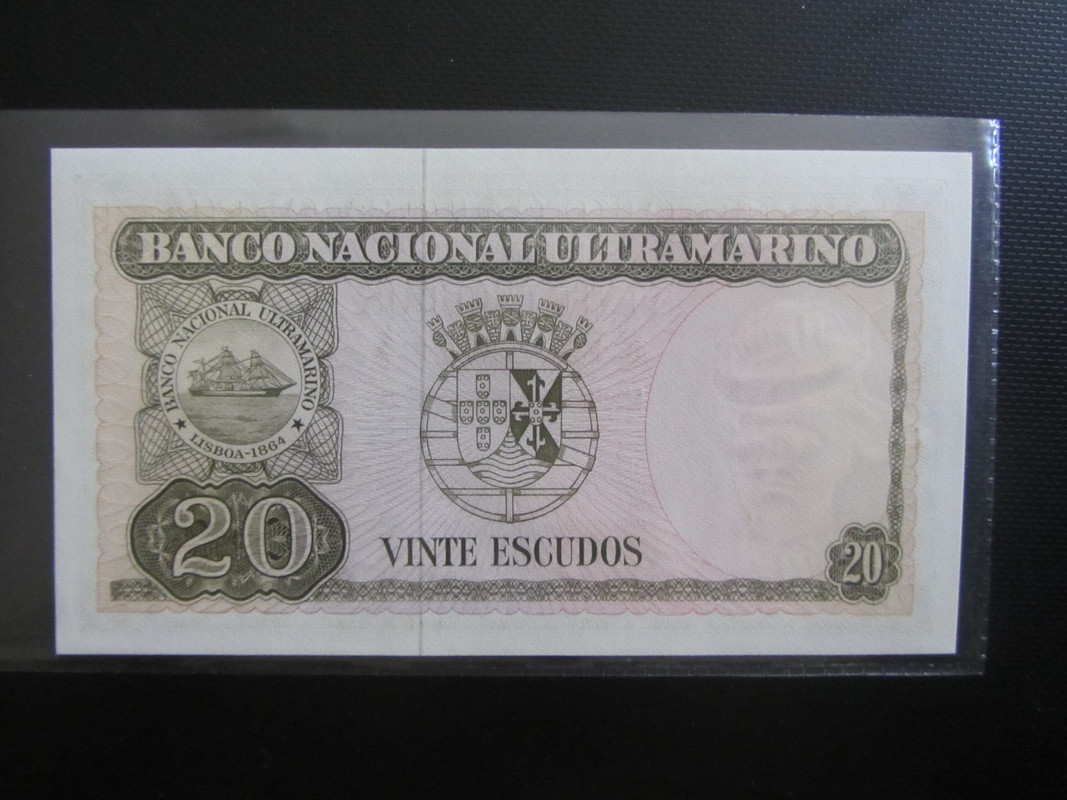 BANCO NACIONAL ULTRAMARINO
BANCO NACIONAL ULTRAMARINO
★ LISBOA-1864 ★
20
VINTE ESCUDOS
20